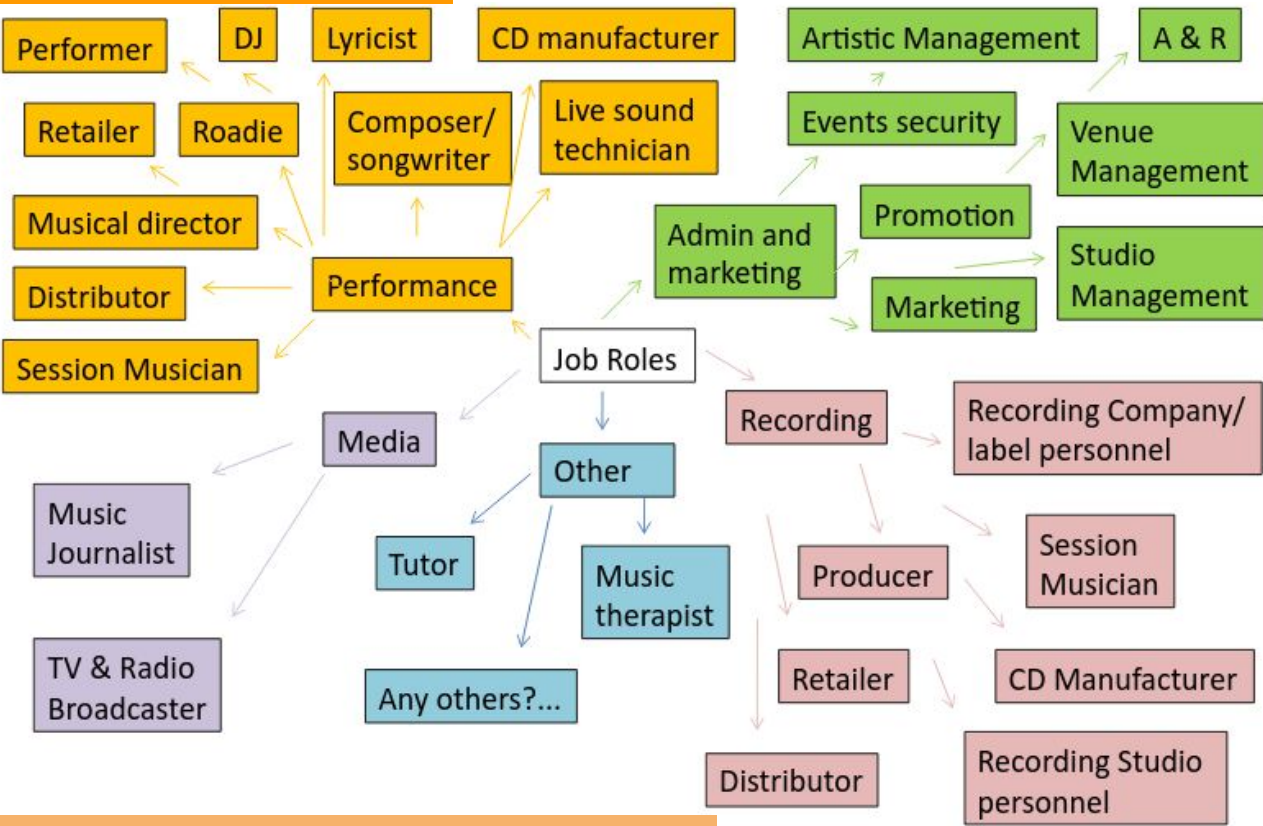 Performer
DJ
Lyricist
CD manufacturer
Artistic Management
A & R
Retailer
Roadie
Composer/
songwriter
Live sound
technician
Events security
Venue
Management
Musical director
Promotion
Admin and
marketing
Distributor
Performance
Studio
Management
Marketing
Session Musician
Job Roles
Media
Recording
Recording Company/
label personnel
Other
Music
Journalist
Tutor
Music
therapist
Producer
Session
Musician
TV & Radio
Broadcaster
Any others?...
Retailer
CD Manufacturer
Distributor
Recording Studio
personnel